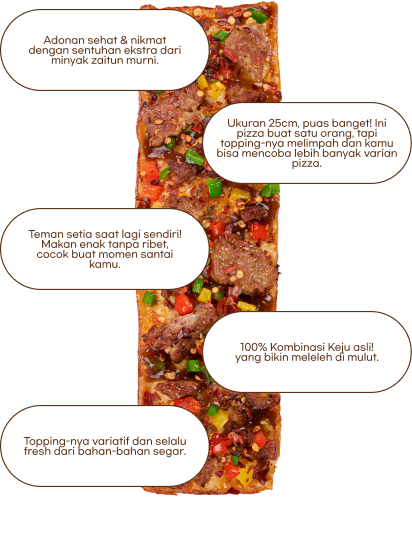 Adonan sehat & nikmat
dengan sentuhan ekstra dari
minyak zaitun murni.
Ukuran 25cm, puas banget! Ini
pizza buat satu orang, tapi
topping-nya melimpah dan kamu
bisa mencoba lebih banyak varian
pizza.
Teman setia saat lagi sendiri!
Makan enak tanpa ribet,
cocok buat momen santai
kamu.
100% Kombinasi Keju asli!
yang bikin meleleh di mulut.
Topping-nya variatif dan selalu
fresh dari bahan-bahan segar.